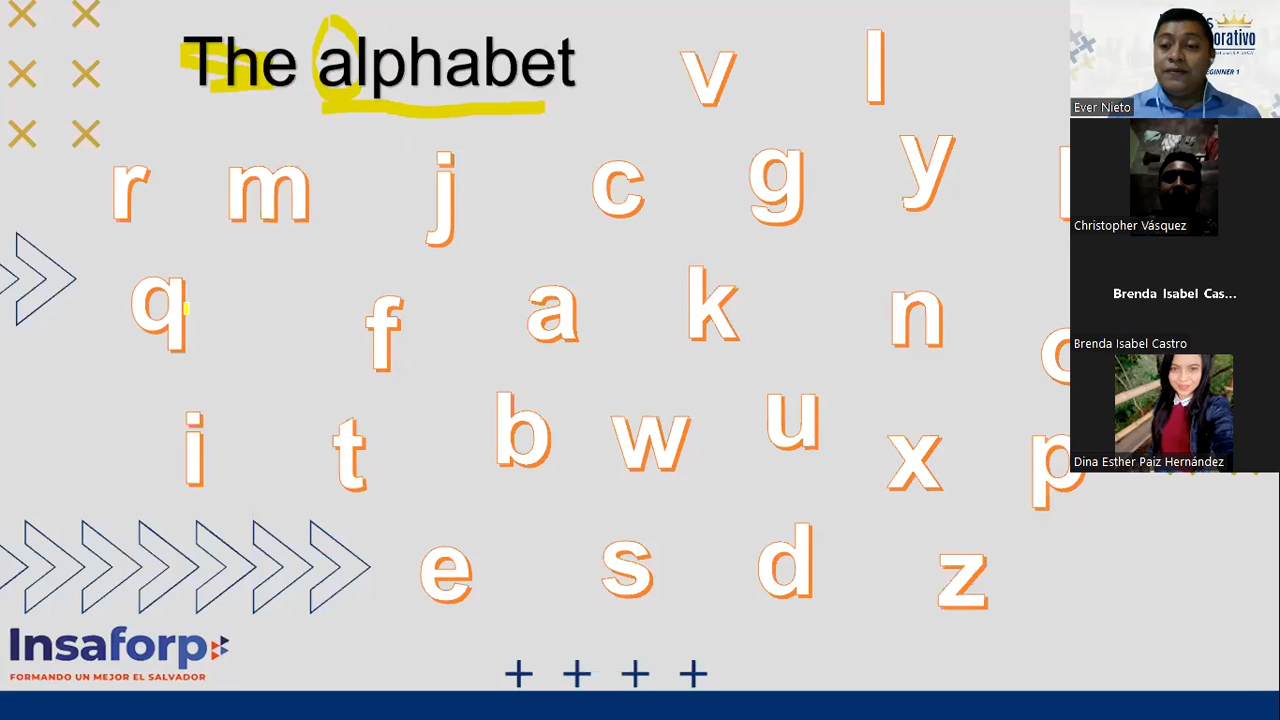 The alphabet
v l
r m j c g y
q f a k n
i t b w u x p
e s d z
Insaforp
FORMANDO UN MEJOR EL SALVADOR
orativo
EGINNER 1
Ever Nieto
Christopher Vásquez
Brenda Isabel Cas...
Brenda Isabel Castro
Dina Esther Paiz Hernández